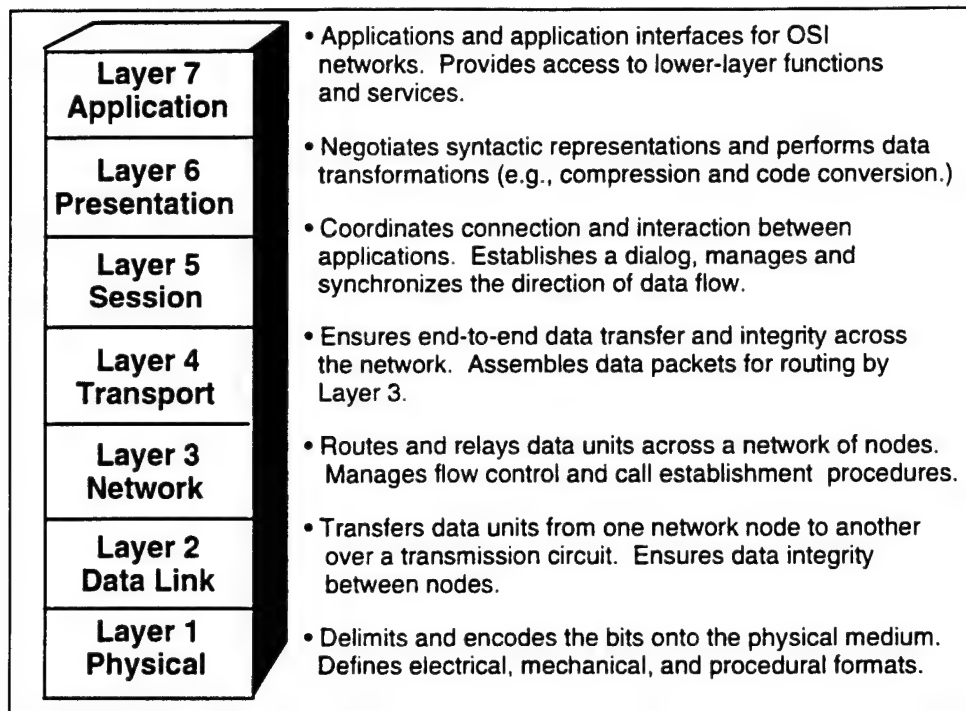 Layer 7
Application
• Applications and application interfaces for OSI
networks. Provides access to lower-layer functions
and services.
Layer 6
Presentation
• Negotiates syntactic representations and performs data
transformations (e.g., compression and code conversion.)
Layer 5
Session
• Coordinates connection and interaction between
applications. Establishes a dialog, manages and
synchronizes the direction of data flow.
Layer 4
Transport
• Ensures end-to-end data transfer and integrity across
the network. Assembles data packets for routing by
Layer 3.
Layer 3
Network
• Routes and relays data units across a network of nodes.
Manages flow control and call establishment procedures.
Layer 2
Data Link
• Transfers data units from one network node to another
over a transmission circuit. Ensures data integrity
between nodes.
Layer 1
Physical
• Delimits and encodes the bits onto the physical medium.
Defines electrical, mechanical, and procedural formats.